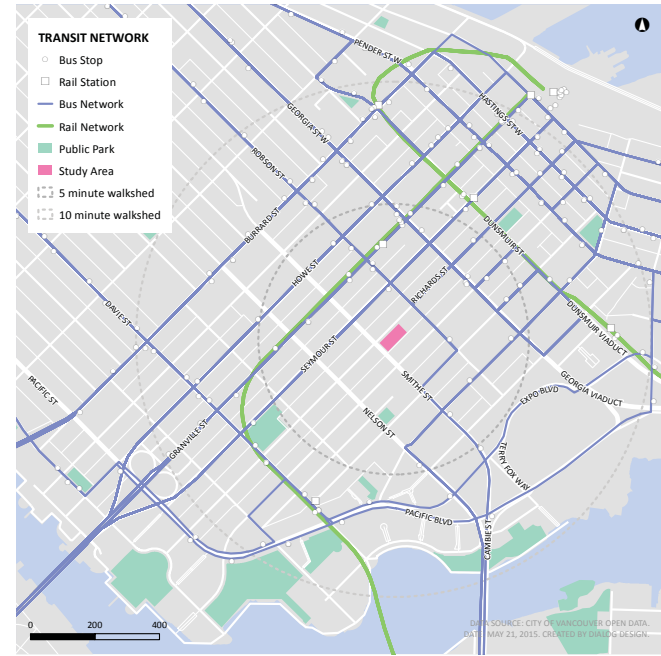 TRANSIT NETWORK
Bus Stop
Rail Station
Bus Network
Rail Network
Public Park
Study Area
5 minute walkshed
10 minute walkshed
PENDER ST W
HASTINGS ST W
GEORGIA ST W
ROBSON ST
BURRARD ST
HOWE ST
DUNSMUIR ST
RICHARDS ST
DAVIE ST
DUNSMUIR VIADUCT
SEYMOUR ST
SMITHE ST
PACIFIC ST
GEORGIA VIADUCT
EXPO BLVD
NELSON ST
GRANVILLE ST
TERRY FOX WAY
PACIFIC BLVD
CAMBIE ST
0 200 400
DATA SOURCE: CITY OF VANCOUVER OPEN DATA.
MAY 21, 2015. CREATED BY DIALOG DESIGN.